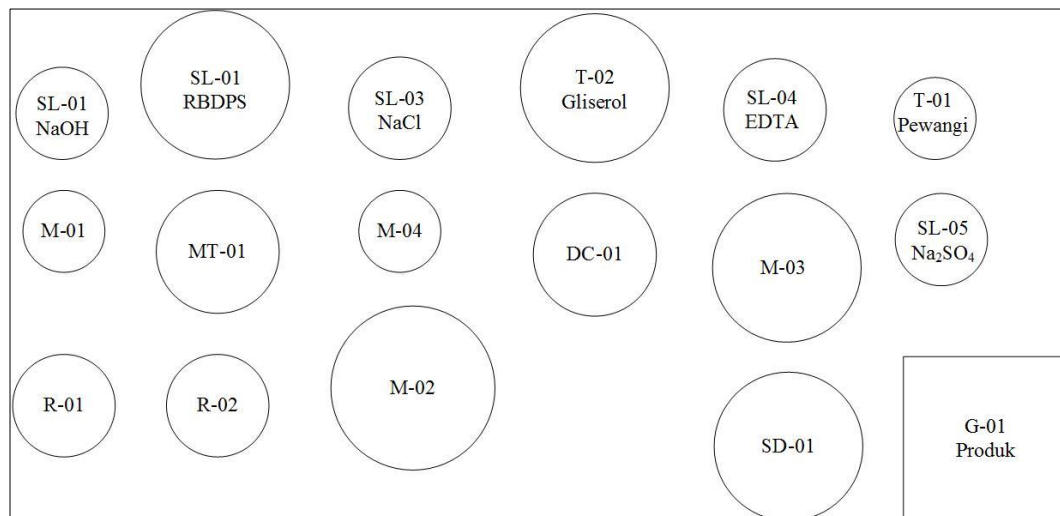 SL-01
NaOH
SL-01
RBDPS
SL-03
NaCl
T-02
Gliserol
SL-04
EDTA
T-01
Pewangi
M-01
MT-01
M-04
DC-01
M-03
SL-05
Na₂SO₄
R-01
R-02
M-02
SD-01
G-01
Produk